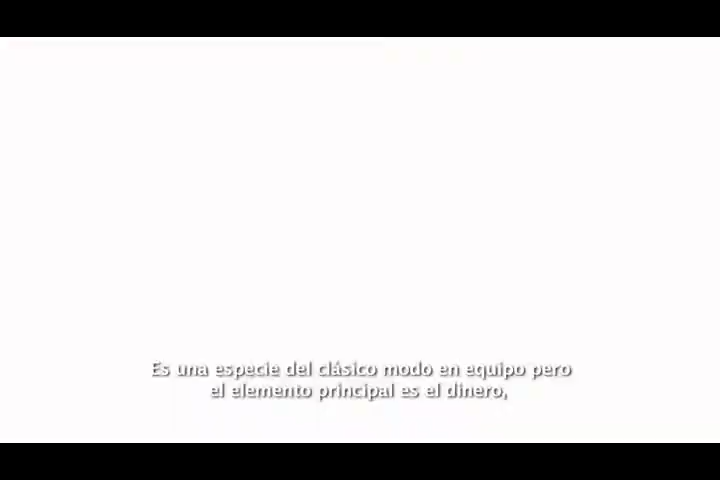 Es una especie del clásico modo en equipo pero
el elemento principal es el dinero,